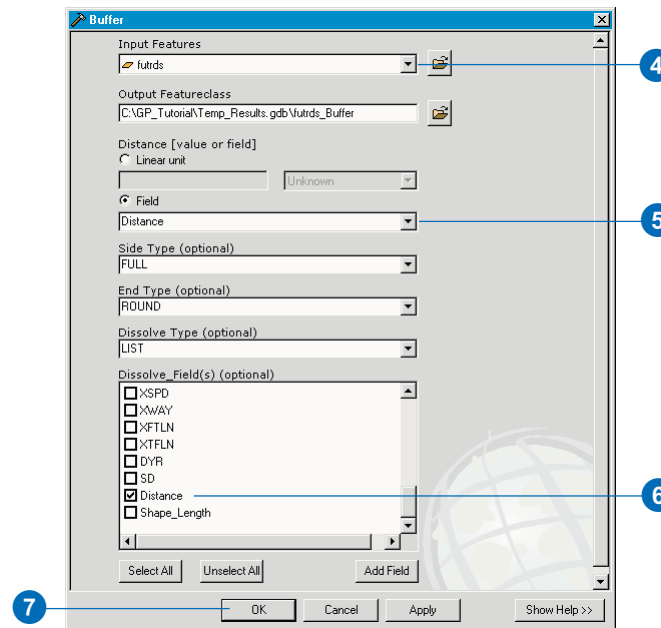 Buffer
Input Features
futrds
4
Output Featureclass
C:\GP_Tutorial\Temp_Results.gdb\futrds_Buffer
Distance [value or field]
Linear unit
Unknown
Field
Distance
5
Side Type (optional)
FULL
End Type (optional)
ROUND
Dissolve Type (optional)
LIST
Dissolve_Field(s) (optional)
XSPD
XWAY
XFTLN
XTFLN
DYR
SD
Distance
6
Shape_Length
Select All Unselect All Add Field
7
OK Cancel Apply Show Help >>